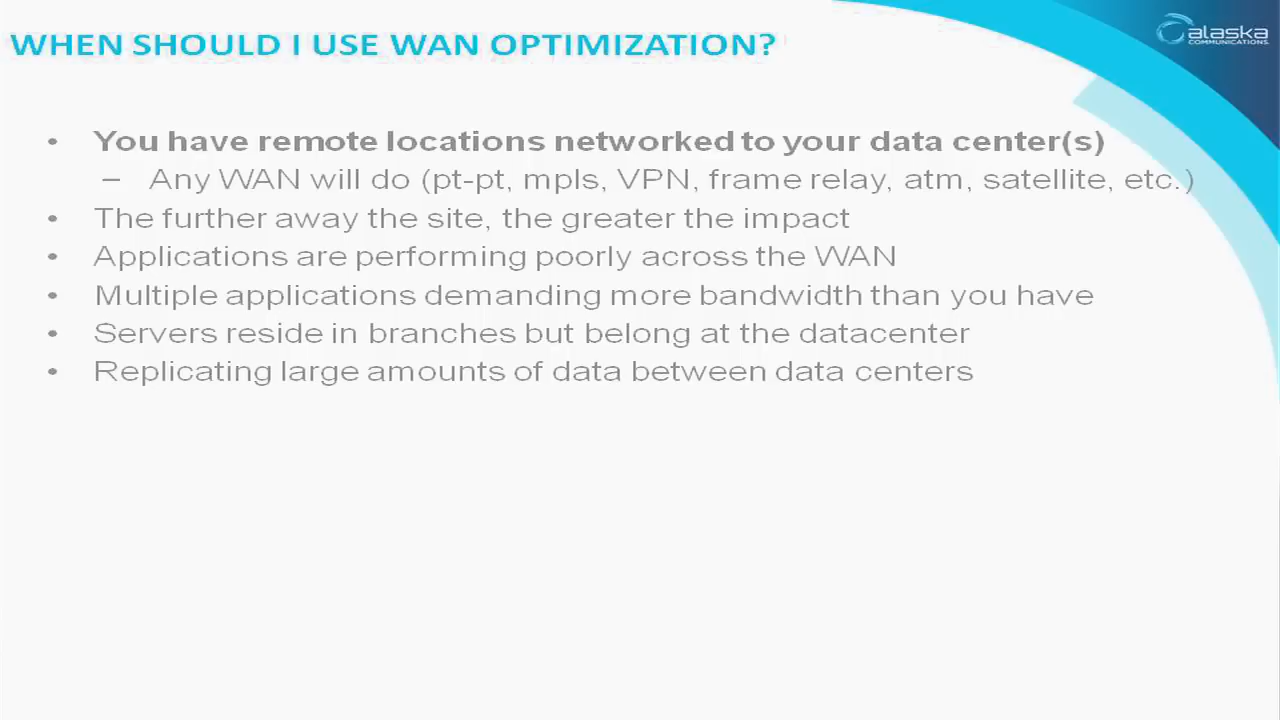 WHEN SHOULD I USE WAN OPTIMIZATION?
alaska
COMMUNICATIONS.
• You have remote locations networked to your data center(s)
– Any WAN will do (pt-pt, mpls, VPN, frame relay, atm, satellite, etc.)
• The further away the site, the greater the impact
• Applications are performing poorly across the WAN
• Multiple applications demanding more bandwidth than you have
• Servers reside in branches but belong at the datacenter
• Replicating large amounts of data between data centers